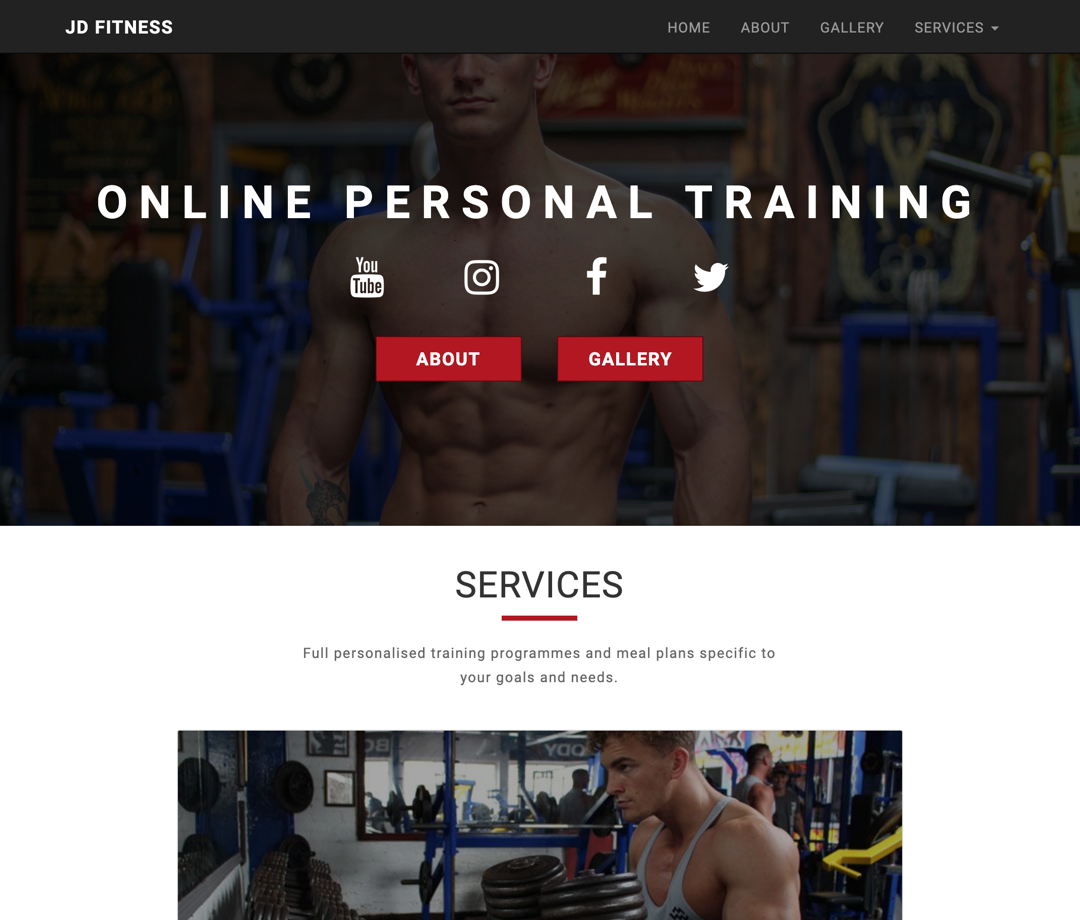 JD FITNESS
HOME ABOUT GALLERY SERVICES
ONLINE PERSONAL TRAINING
You
Tube
ABOUT GALLERY
SERVICES
Full personalised training programmes and meal plans specific to
your goals and needs.